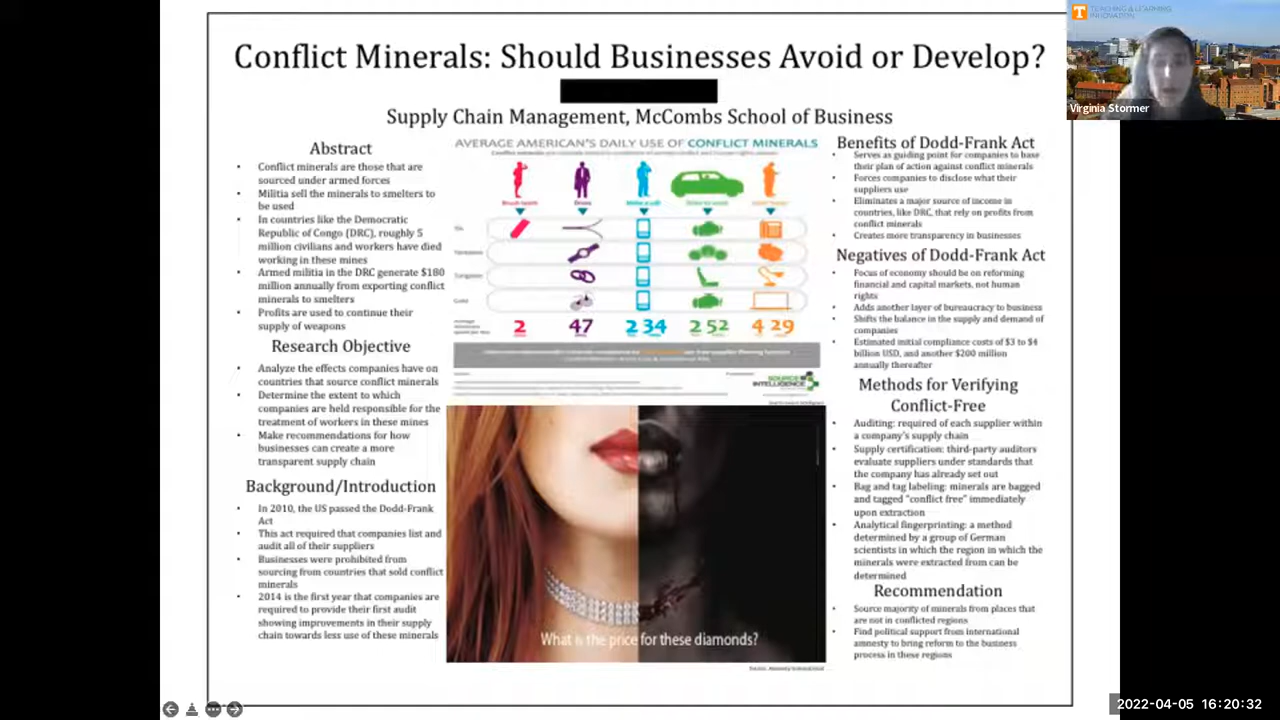 TEACHING & LEARNING
INNOVATION
Virginia Stormer
Conflict Minerals: Should Businesses Avoid or Develop?
Supply Chain Management, McCombs School of Business
Abstract
• Conflict minerals are those that are
sourced under armed forces
• Militia sell the minerals to smelters to
be used
• In countries like the Democratic
Republic of Congo (DRC), roughly 5
million civilians and workers have died
working in these mines
• Armed militia in the DRC generate $180
million annually from exporting conflict
minerals to smelters
• Profits are used to continue their
supply of weapons
Research Objective
• Analyze the effects companies have on
countries that source conflict minerals
• Determine the extent to which
companies are held responsible for the
treatment of workers in these mines
• Make recommendations for how
businesses can create a more
transparent supply chain
Background/Introduction
• In 2010, the US passed the Dodd-Frank
Act
• This act required that companies list and
audit all of their suppliers
• Businesses were prohibited from
sourcing from countries that sold conflict
minerals
• 2014 is the first year that companies are
required to provide their first audit
showing improvements in their supply
chain towards less use of these minerals
AVERAGE AMERICAN'S DAILY USE OF CONFLICT MINERALS
Brush teeth
Dress
Make a call
Drive to work
Tin
Tantalum
Tungsten
Gold
2 47 2 34 2 52 4 29
SOURCE
INTELLIGENCE
What is the price for these diamonds?
Benefits of Dodd-Frank Act
• Serves as guiding point for companies to base
their plan of action against conflict minerals
• Forces companies to disclose what their
suppliers use
• Eliminates a major source of income in
countries, like DRC, that rely on profits from
conflict minerals
• Creates more transparency in businesses
Negatives of Dodd-Frank Act
• Focus of economy should be on reforming
financial and capital markets, not human
rights
• Adds another layer of bureaucracy to business
• Shifts the balance in the supply and demand of
companies
• Estimated initial compliance costs of $3 to $4
billion USD, and another $200 million
annually thereafter
Methods for Verifying
Conflict-Free
• Auditing: required of each supplier within
a company's supply chain
• Supply certification: third-party auditors
evaluate suppliers under standards that
the company has already set out
• Bag and tag labeling: minerals are bagged
and tagged "conflict free" immediately
upon extraction
• Analytical fingerprinting: a method
determined by a group of German
scientists in which the region in which the
minerals were extracted from can be
determined
Recommendation
• Source majority of minerals from places that
are not in conflicted regions
• Find political support from international
amnesty to bring reform to the business
process in these regions
2022-04-05 16:20:32